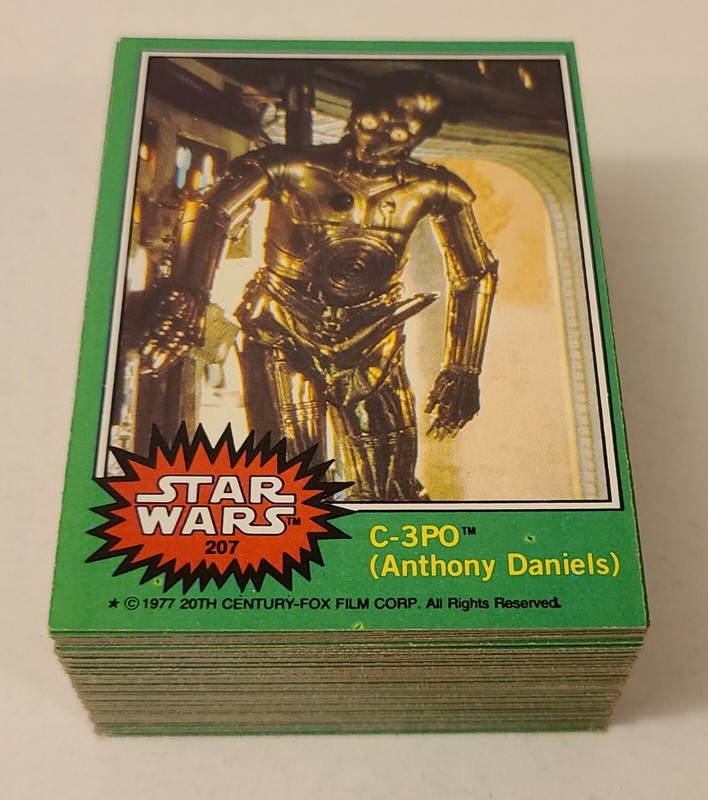 STAR
WARS™
207
C-3PO™
(Anthony Daniels)
★ © 1977 20TH CENTURY-FOX FILM CORP. All Rights Reserved.